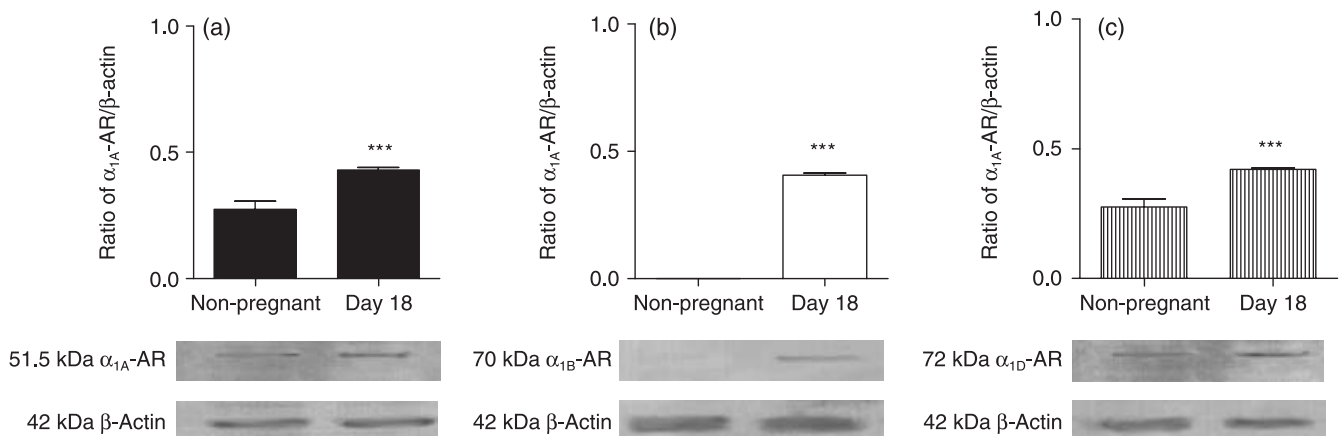 (a)
Ratio of α1A-AR/β-actin
1.0
0.5
0.0
***
Non-pregnant Day 18
51.5 kDa α1A-AR
42 kDa β-Actin
(b)
Ratio of α1A-AR/β-actin
1.0
0.5
0.0
***
Non-pregnant Day 18
70 kDa α1B-AR
42 kDa β-Actin
(c)
Ratio of α1A-AR/β-actin
1.0
0.5
0.0
***
Non-pregnant Day 18
72 kDa α1D-AR
42 kDa β-Actin